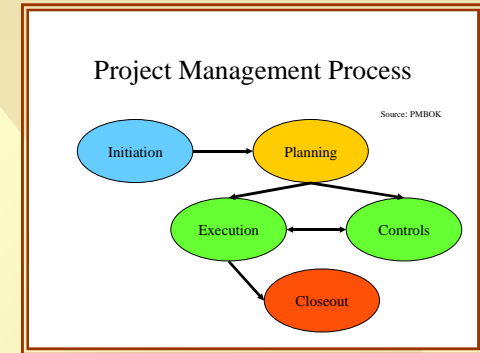 Project Management Process
Source: PMBOK
Initiation
Planning
Execution
Controls
Closeout